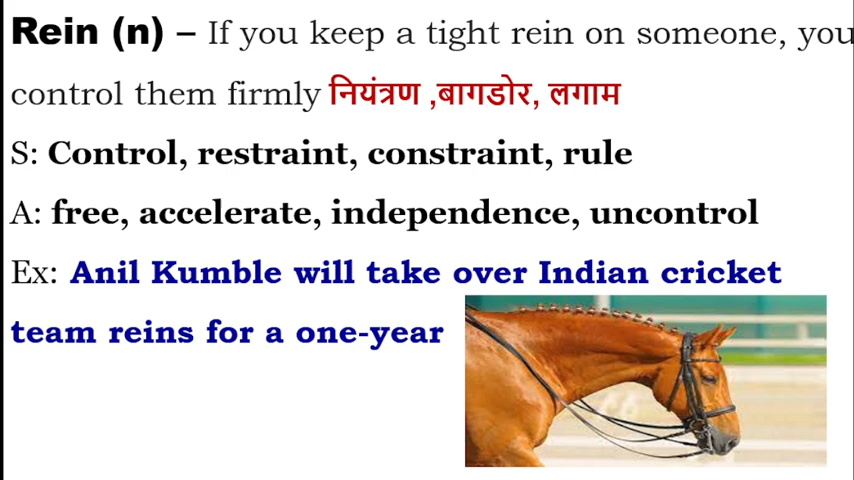 Rein (n) – If you keep a tight rein on someone, you
control them firmly नियंत्रण ,बागडोर, लगाम
S: Control, restraint, constraint, rule
A: free, accelerate, independence, uncontrol
Ex: Anil Kumble will take over Indian cricket
team reins for a one-year